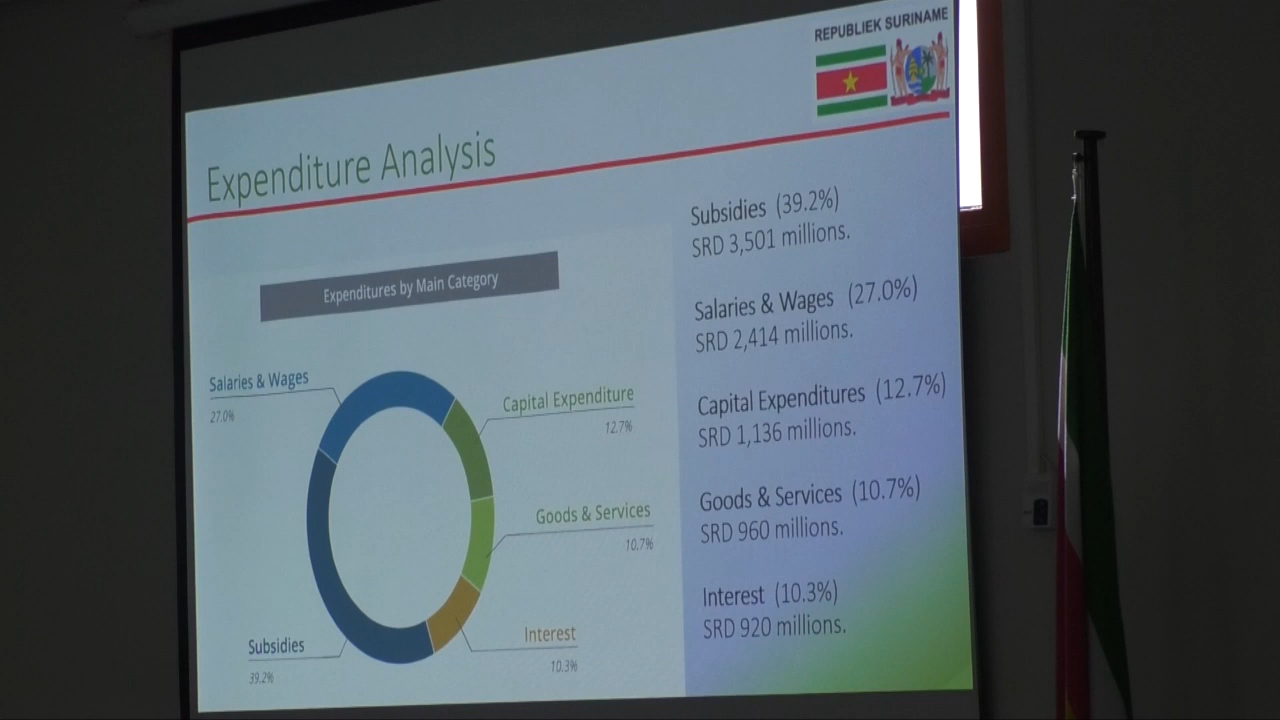 REPUBLIEK SURINAME
Expenditure Analysis
Expenditures by Main Category
Salaries & Wages
27.0%
Capital Expenditure
12.7%
Goods & Services
10.7%
Interest
10.3%
Subsidies
39.2%
Subsidies (39.2%)
SRD 3,501 millions.
Salaries & Wages (27.0%)
SRD 2,414 millions.
Capital Expenditures (12.7%)
SRD 1,136 millions.
Goods & Services (10.7%)
SRD 960 millions.
Interest (10.3%)
SRD 920 millions.